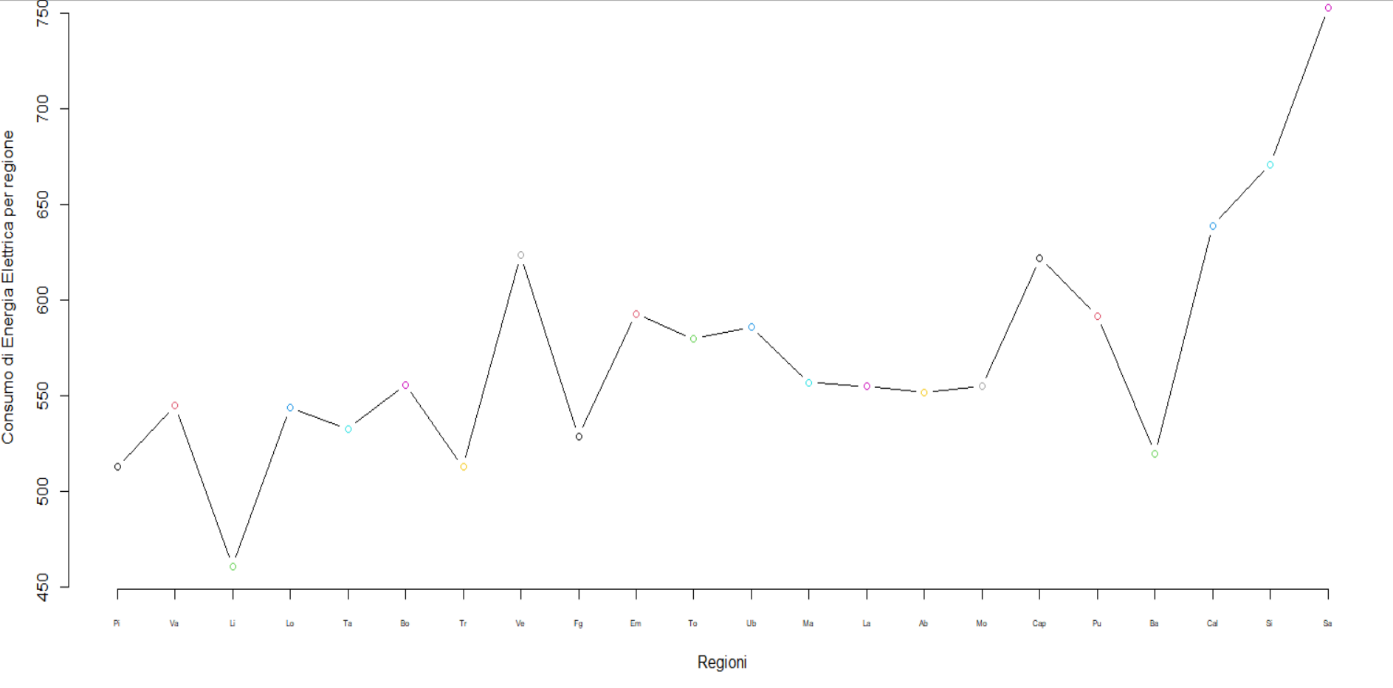 Consumo di Energia Elettrica per regione
750
700
650
600
550
500
450
Pi Va Li Lo Ta Bo Tr Ve Fg Em To Ub Ma La Ab Mo Cap Pu Ba Cal Si Sa
Regioni